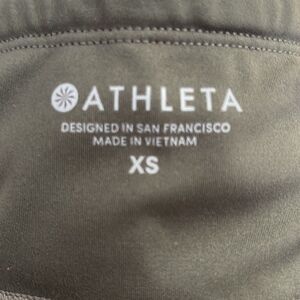 ATHLETA
DESIGNED IN SAN FRANCISCO
MADE IN VIETNAM
XS